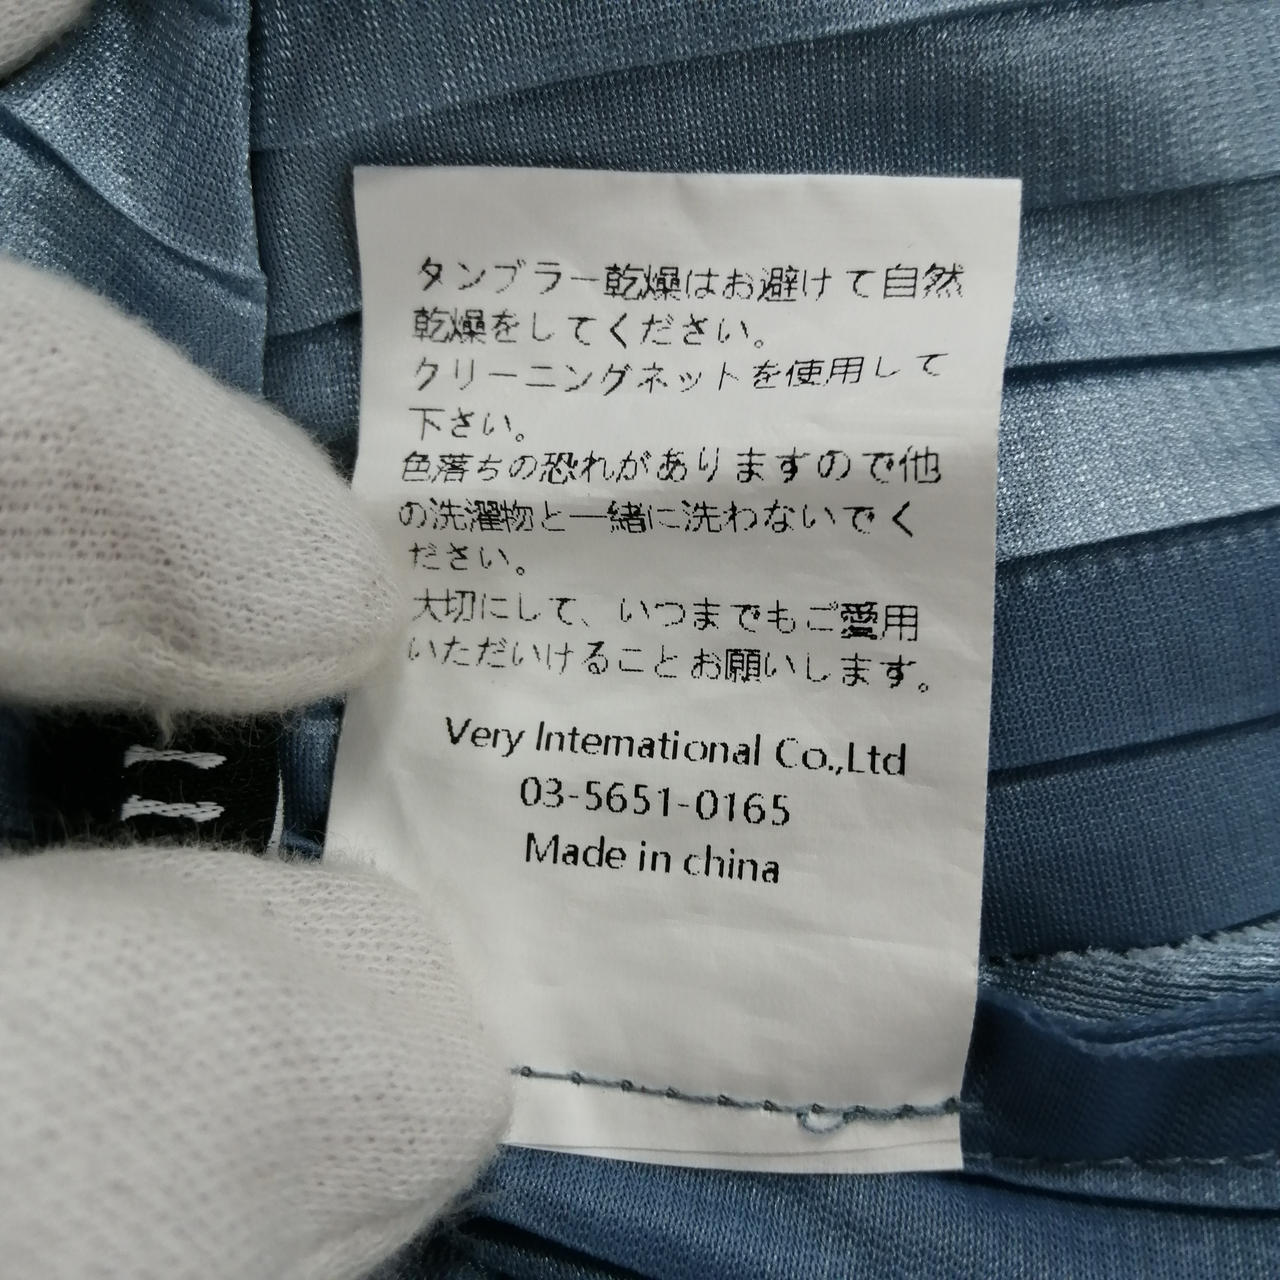 タンブラー乾燥はお避けて自然
乾燥をしてください。
クリーニングネットを使用して
下さい。
色落ちの恐れがありますので他
の洗濯物と一緒に洗わないでく
ださい。
大切にして、いつまでもご愛用
いただいけることお願いします。
Very International Co.,Ltd
03-5651-0165
Made in china